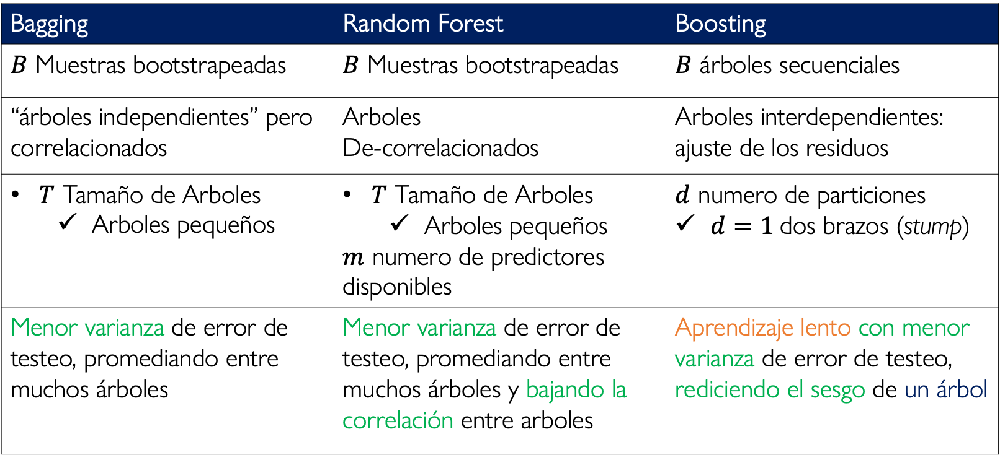 Bagging
Random Forest
Boosting
B Muestras bootstrapeadas
B Muestras bootstrapeadas
B árboles secuenciales
“árboles independientes” pero
correlacionados
Arboles
De-correlacionados
Arboles interdependientes:
ajuste de los residuos
• T Tamaño de Arboles
✓ Arboles pequeños
• T Tamaño de Arboles
✓ Arboles pequeños
m numero de predictores
disponibles
d numero de particiones
✓ d = 1 dos brazos (stump)
Menor varianza de error de
testeo, promediando entre
muchos árboles
Menor varianza de error de
testeo, promediando entre
muchos árboles y bajando la
correlación entre arboles
Aprendizaje lento con menor
varianza de error de testeo,
rediciendo el sesgo de un árbol